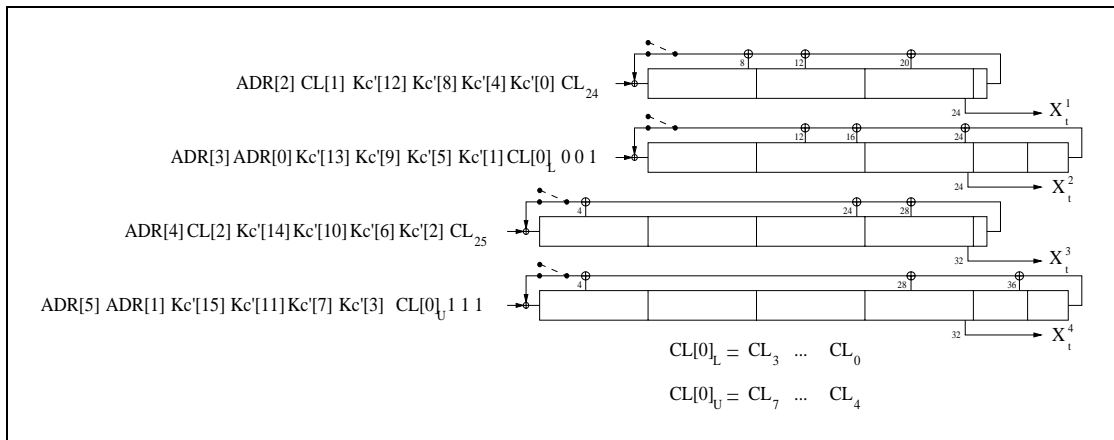 8 12 20
ADR[2] CL[1] Kc'[12] Kc'[8] Kc'[4] Kc'[0] CL24
24 X1t
12 16 24
ADR[3] ADR[0] Kc'[13] Kc'[9] Kc'[5] Kc'[1] CL[0]L 0 0 1
24 X2t
4 24 28
ADR[4] CL[2] Kc'[14] Kc'[10] Kc'[6] Kc'[2] CL25
32 X3t
4 28 36
ADR[5] ADR[1] Kc'[15] Kc'[11] Kc'[7] Kc'[3] CL[0]U 1 1 1
32 X4t
CL[0]L = CL3 ... CL0
CL[0]U = CL7 ... CL4